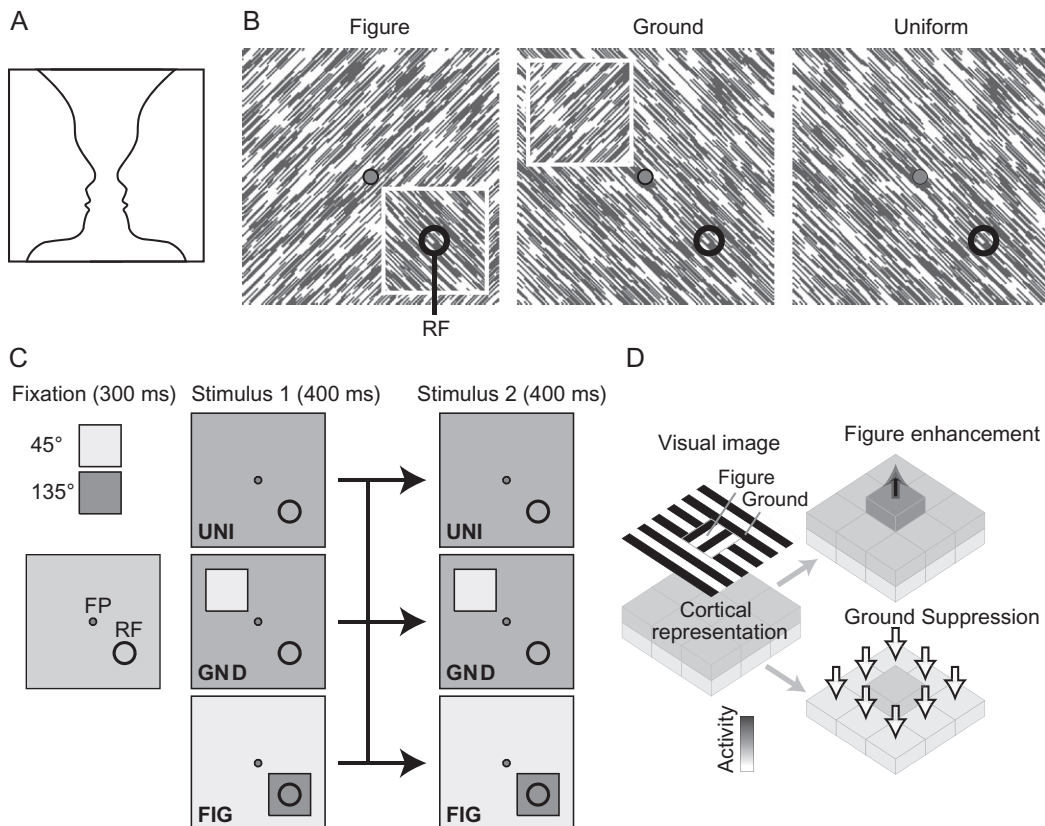 A
B
Figure
Ground
Uniform
RF
C
Fixation (300 ms)
Stimulus 1 (400 ms)
Stimulus 2 (400 ms)
45°
135°
FP
RF
UNI
UNI
GND
GND
FIG
FIG
D
Visual image
Figure
Ground
Cortical
representation
Figure enhancement
Ground Suppression
Activity